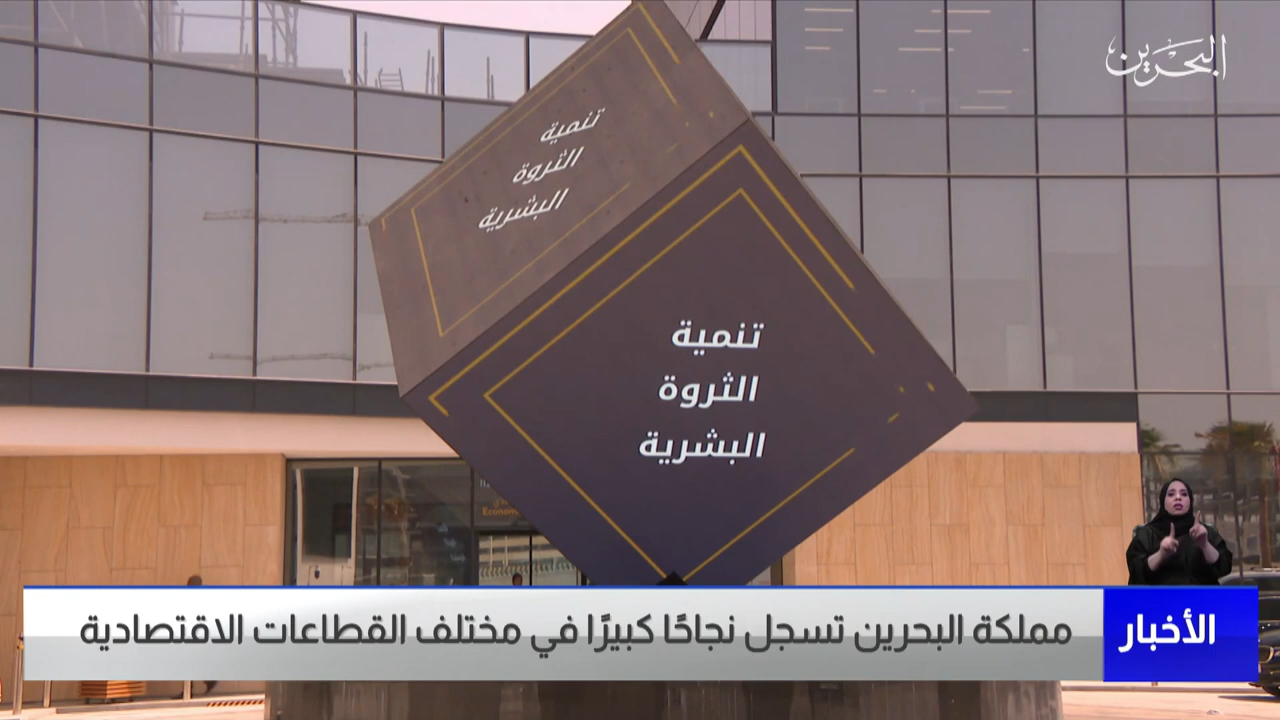 البحرين
تنمية
الثروة
البشرية
تنمية
الثروة
البشرية
الأخبار
مملكة البحرين تسجل نجاحًا كبيرًا في مختلف القطاعات الاقتصادية